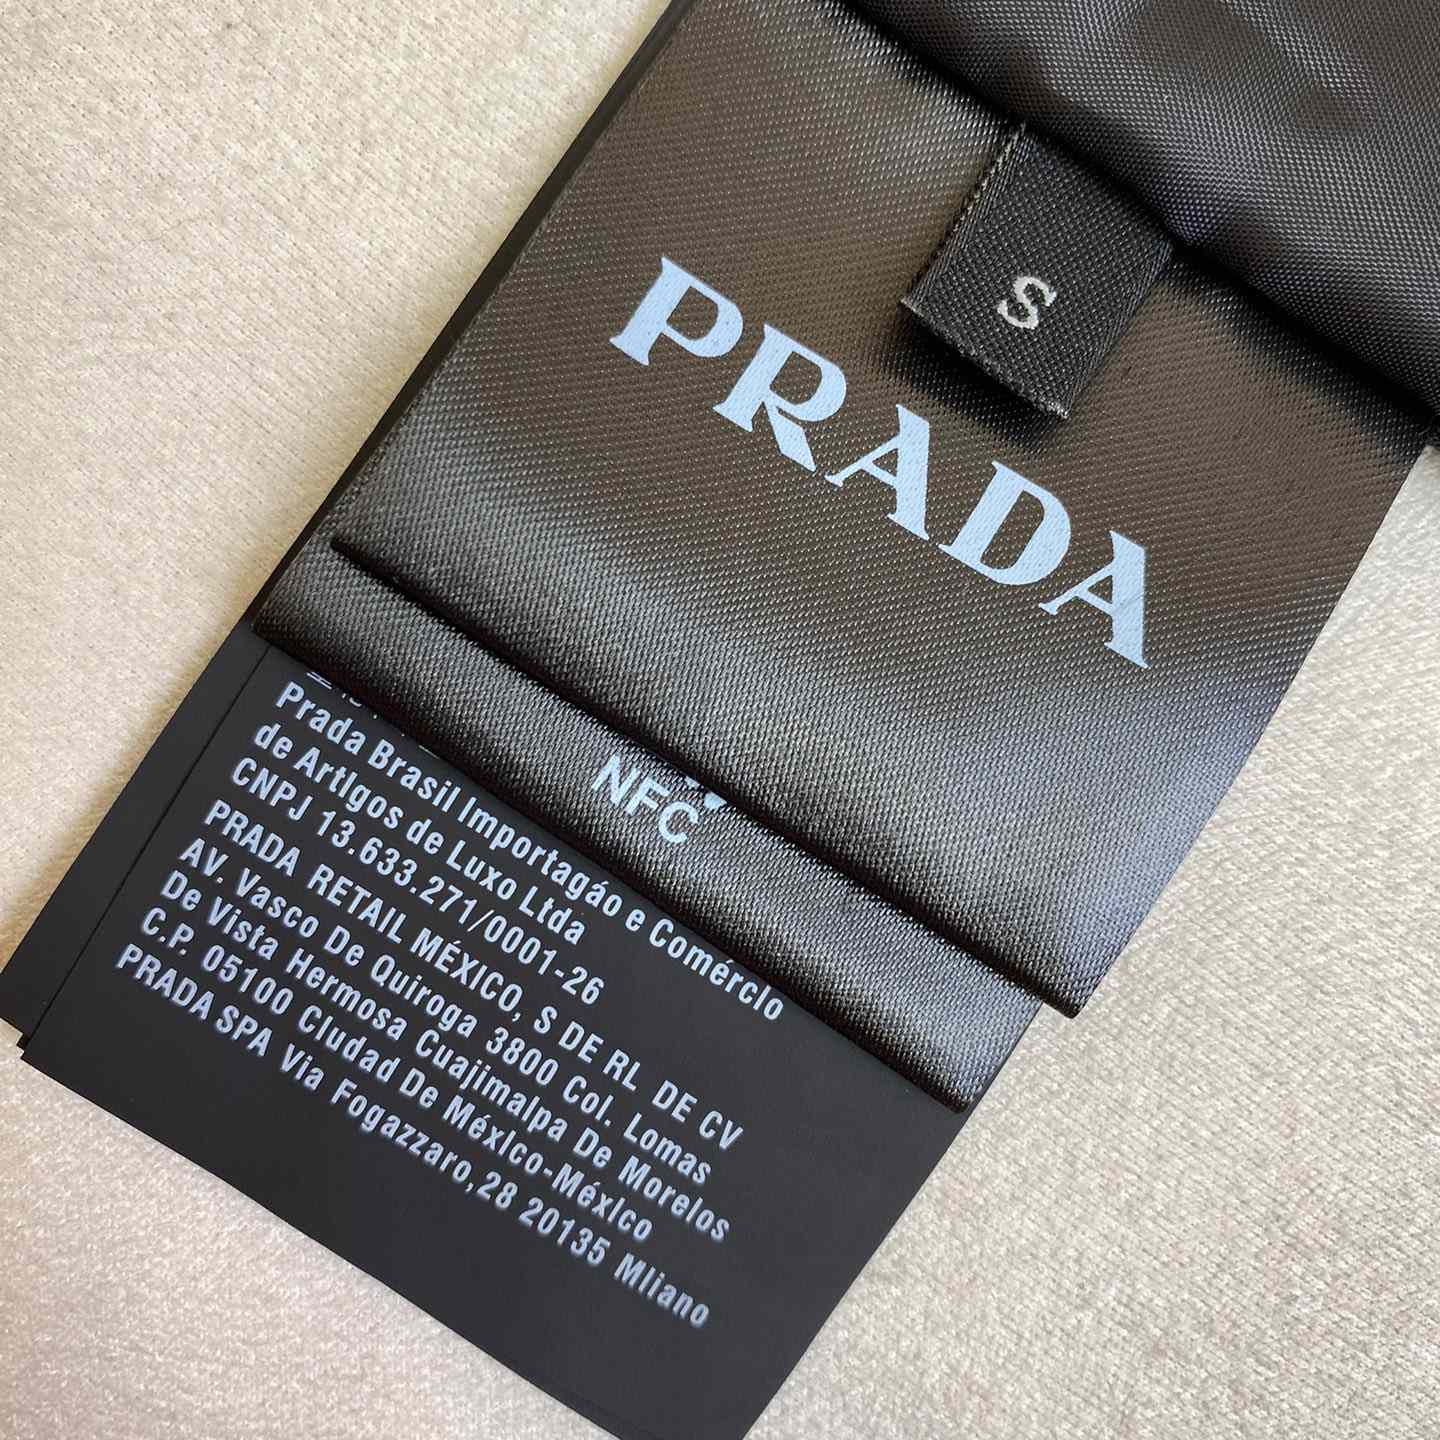 S
PRADA
NFC
Prada Brasil Importagáo e Comérclo
de Artlgos de Luxo Ltda
CNPJ 13.633.271/0001-26
PRADA RETAIL MÉXICO, S DE RL DE CV
AV. Vasco De Quiroga 3800 Col. Lomas
De Vista Hermosa Cuajimalpa De Morelos
C.P. 05100 Cludad De Méxlco-Méxlco
PRADA SPA Via Fogazzaro,28 20135 Mliano